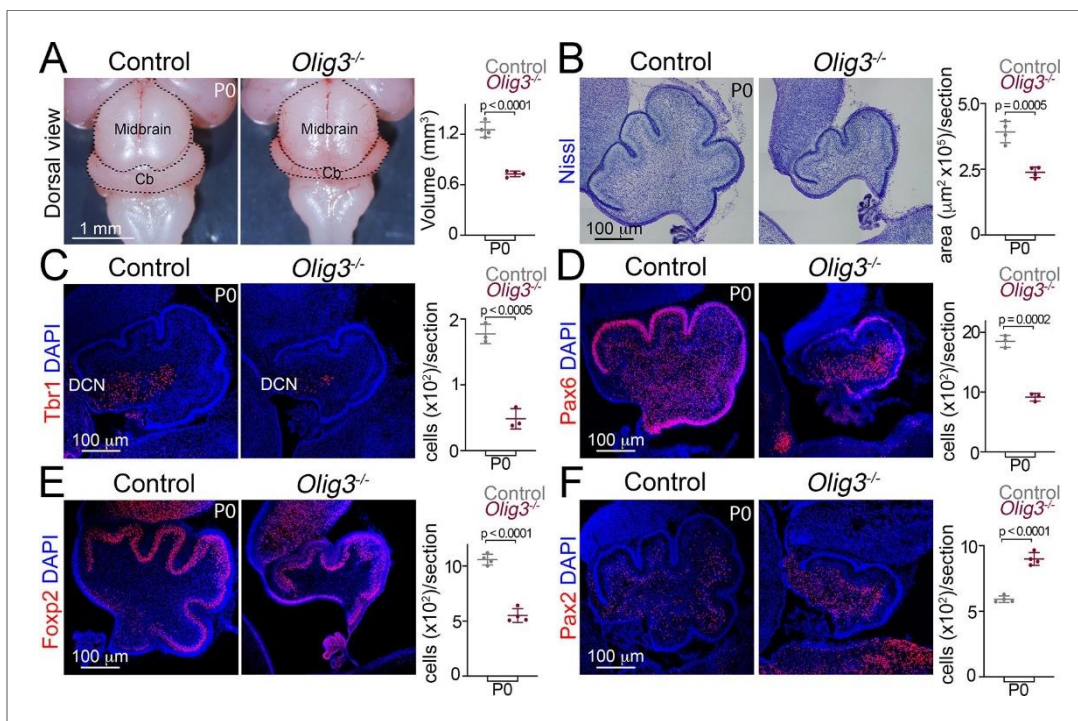 A
Control
Olig3-/-
P0
Dorsal view
Midbrain
Midbrain
Cb
Cb
1 mm
Control
Olig3-/-
p < 0.0001
Volume (mm³)
1.2
0.6
0
P0
B
Control
Olig3-/-
Nissl
100 μm
Control
Olig3-/-
p = 0.0005
area (μm² x 10⁵)/section
5.0
2.5
0
P0
C
Control
Olig3-/-
P0
Tbr1 DAPI
DCN
DCN
100 μm
Control
Olig3-/-
p < 0.0005
cells (x10²)/section
2
1
0
P0
D
Control
Olig3-/-
P0
Pax6 DAPI
100 μm
Control
Olig3-/-
p = 0.0002
cells (x10²)/section
20
10
0
P0
E
Control
Olig3-/-
P0
Foxp2 DAPI
100 μm
Control
Olig3-/-
p < 0.0001
cells (x10²)/section
10
5
0
P0
F
Control
Olig3-/-
P0
Pax2 DAPI
100 μm
Control
Olig3-/-
p < 0.0001
cells (x10²)/section
10
5
0
P0